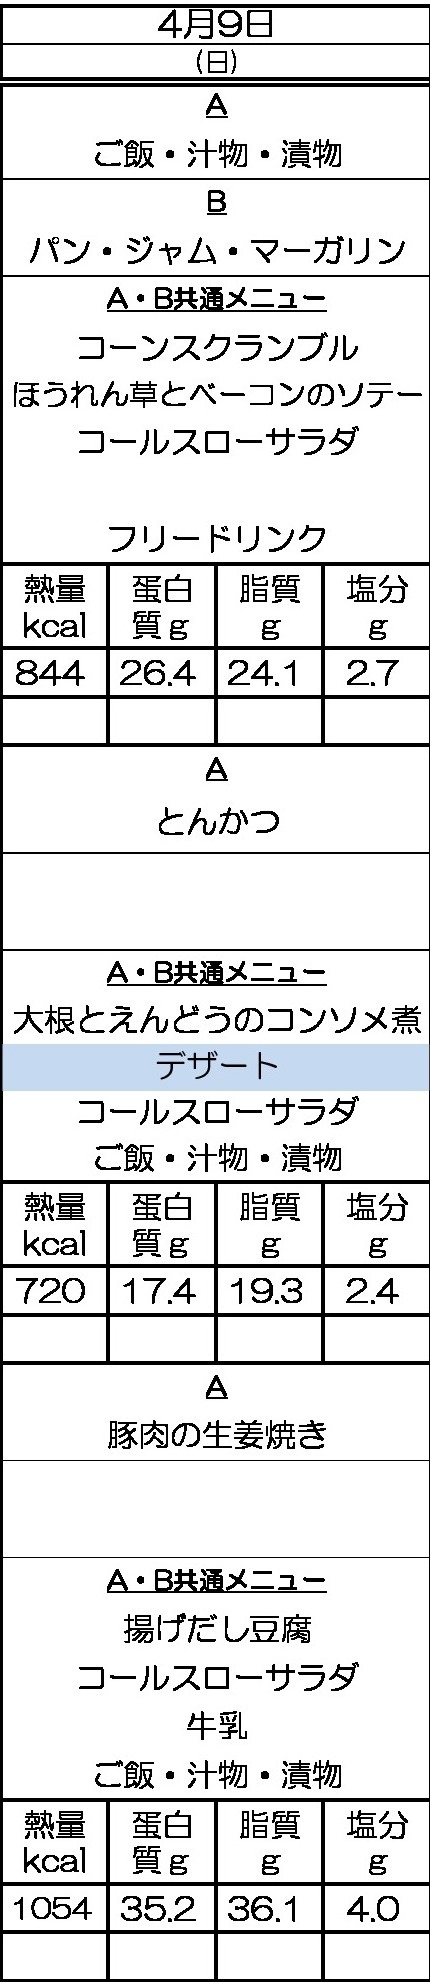 4月9日
(日)
A
ご飯・汁物・漬物
B
パン・ジャム・マーガリン
A・B共通メニュー
コーンスクランブル
ほうれん草とベーコンのソテー
コールスローサラダ
フリードリンク
熱量 蛋白 脂質 塩分
kcal 質g g g
844 26.4 24.1 2.7
A
とんかつ
A・B共通メニュー
大根とえんどうのコンソメ煮
デザート
コールスローサラダ
ご飯・汁物・漬物
熱量 蛋白 脂質 塩分
kcal 質g g g
720 17.4 19.3 2.4
A
豚肉の生姜焼き
A・B共通メニュー
揚げだし豆腐
コールスローサラダ
牛乳
ご飯・汁物・漬物
熱量 蛋白 脂質 塩分
kcal 質g g g
1054 35.2 36.1 4.0